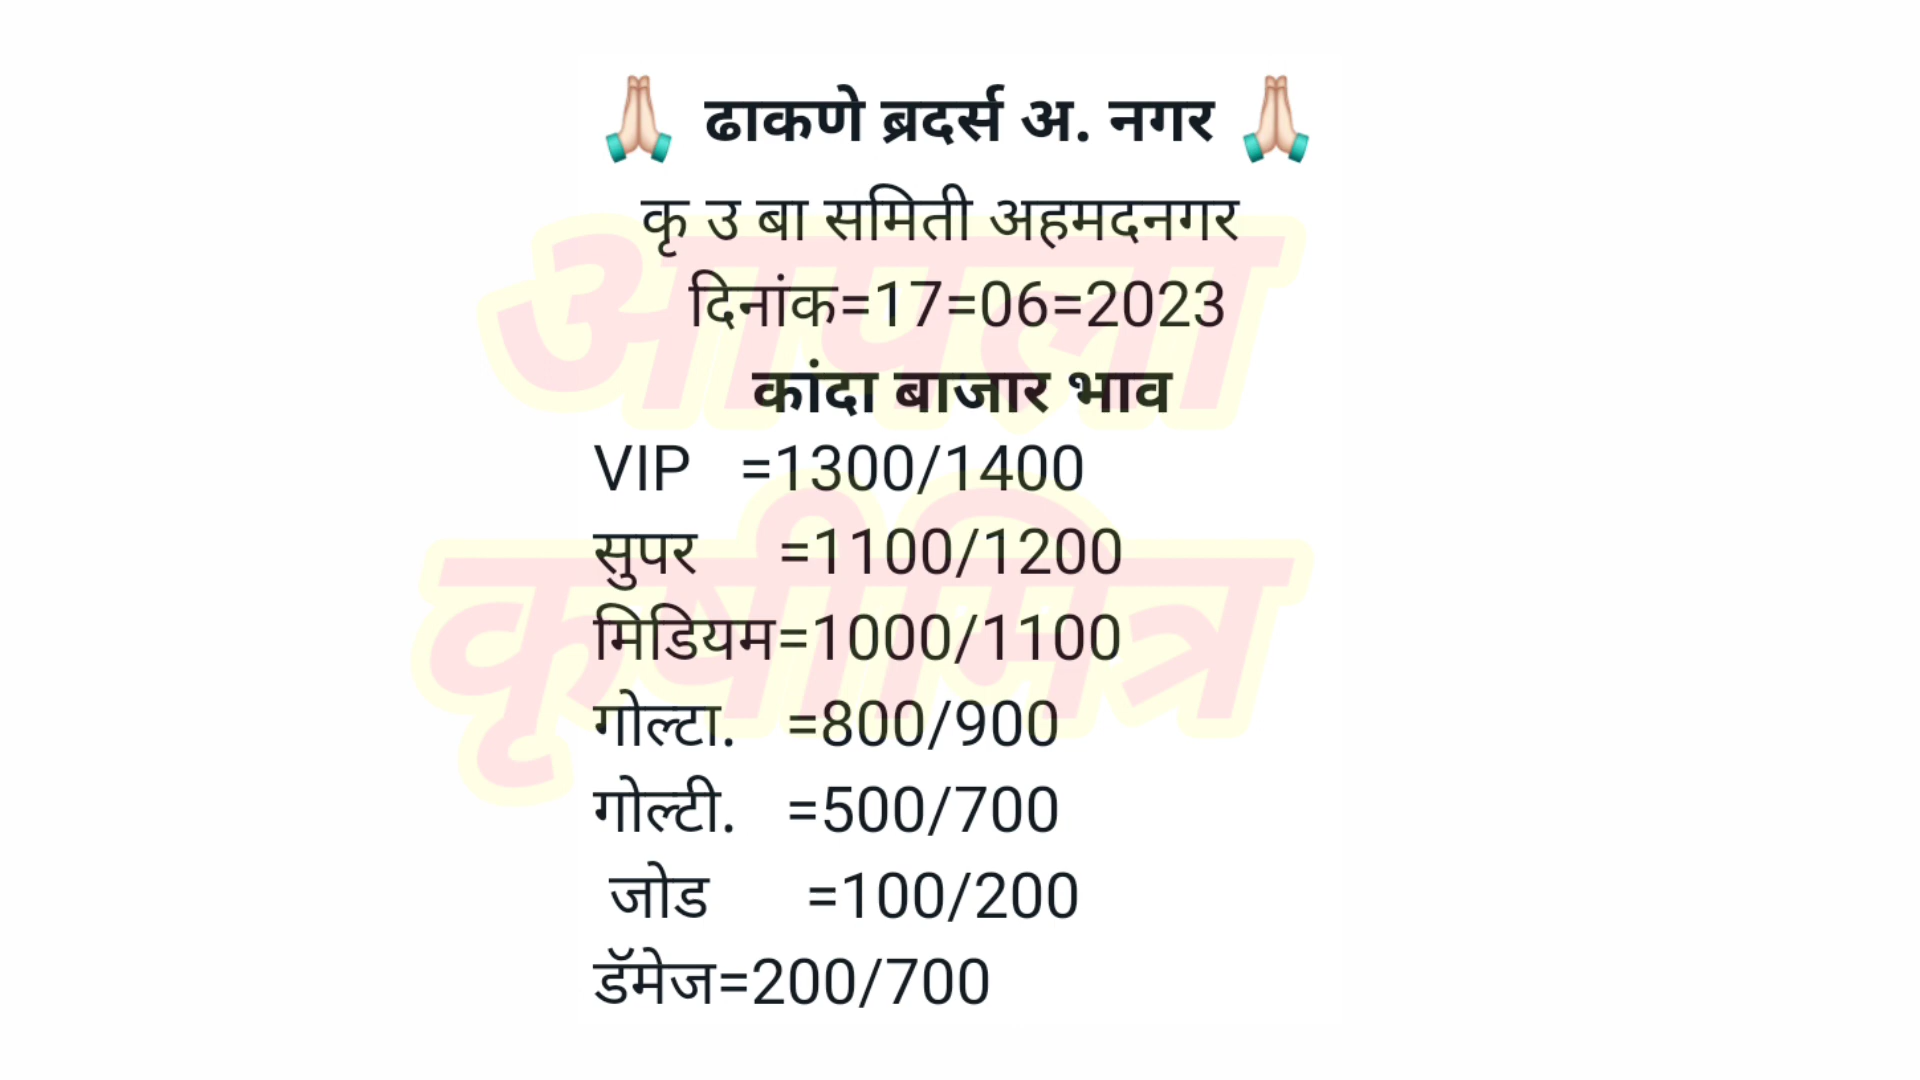 🙏🏻 ढाकणे ब्रदर्स अ. नगर 🙏🏻
कृ उ बा समिती अहमदनगर
दिनांक=17=06=2023
कांदा बाजार भाव
VIP =1300/1400
सुपर =1100/1200
मिडियम=1000/1100
गोल्टा. =800/900
गोल्टी. =500/700
जोड =100/200
डॅमेज=200/700
आपला
कृषीमित्र